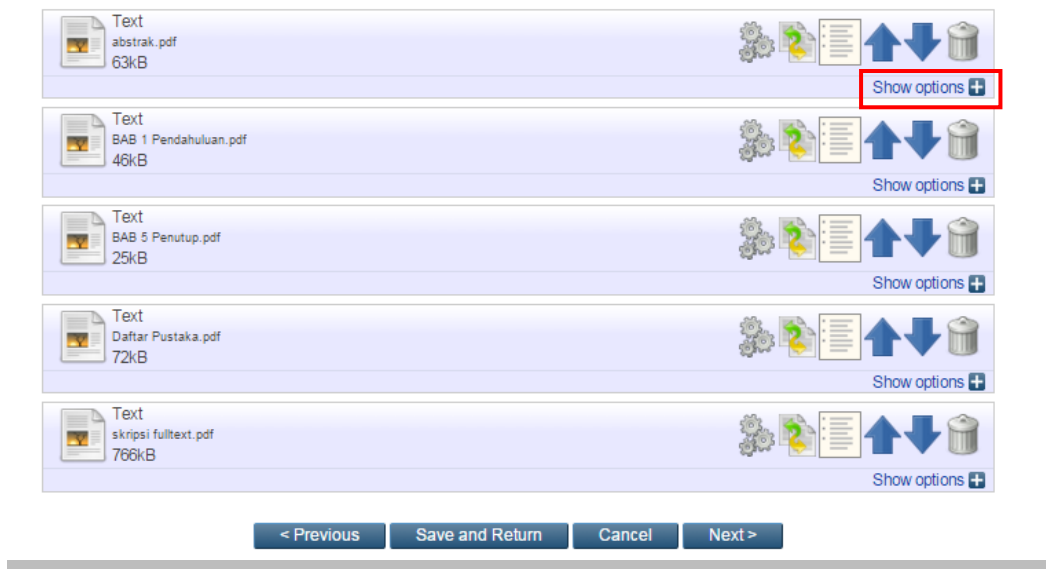 Text
abstrak.pdf
63kB
Show options
Text
BAB 1 Pendahuluan.pdf
46kB
Show options
Text
BAB 5 Penutup.pdf
25kB
Show options
Text
Daftar Pustaka.pdf
72kB
Show options
Text
skripsi fulltext.pdf
766kB
Show options
< Previous Save and Return Cancel Next >